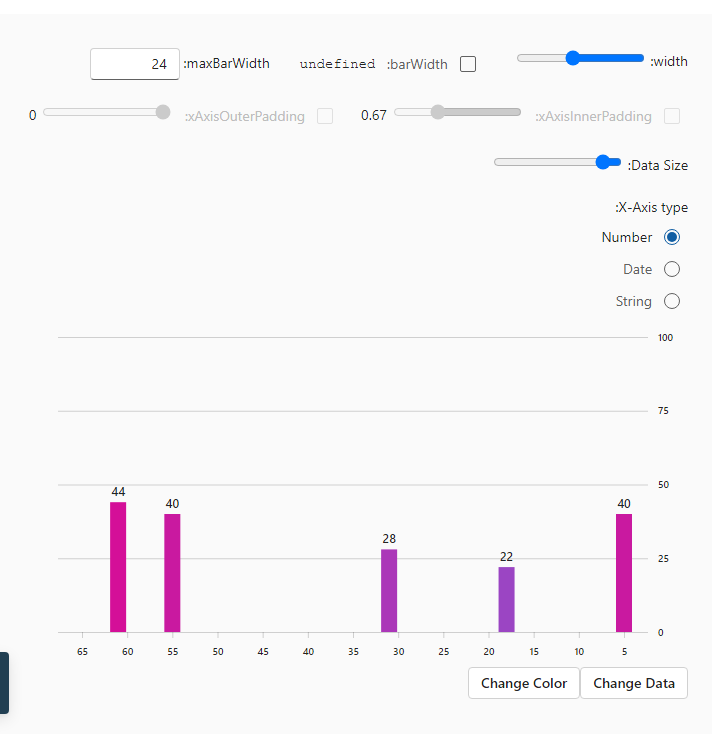 :width
:barWidth undefined
:maxBarWidth 24
:xAxisInnerPadding 0.67
:xAxisOuterPadding 0
:Data Size
:X-Axis type
Number
Date
String
100
75
50
25
0
44
40
28
22
40
65 60 55 50 45 40 35 30 25 20 15 10 5
Change Color Change Data